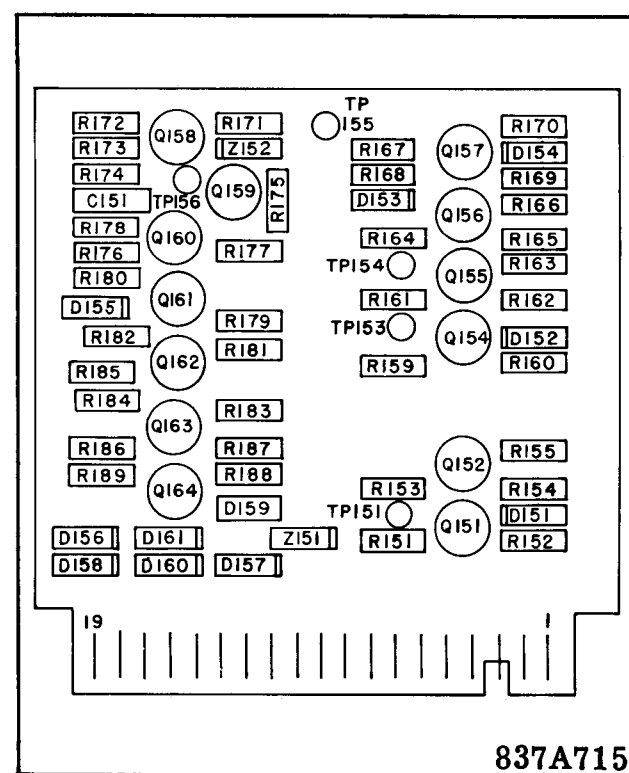 TP
R172 Q158 R171 155 R170
R173 Z152 R167 Q157 D154
R174 Q159 R175 R168 R169
C151 TP156 D153 R166
R178 Q160 R164 Q156 R165
R176 R177 TP154 R163
R180 Q161 R161 Q155 R162
D155 R179 TP153
R182 R181 Q154 D152
R185 Q162 R159 R160
R184 R183
Q163
R186 R187 Q152 R155
R189 R188 R153 R154
Q164 D159 TP151 Q151 D151
D156 D161 Z151 R151 R152
D158 D160 D157
19 1
837A715